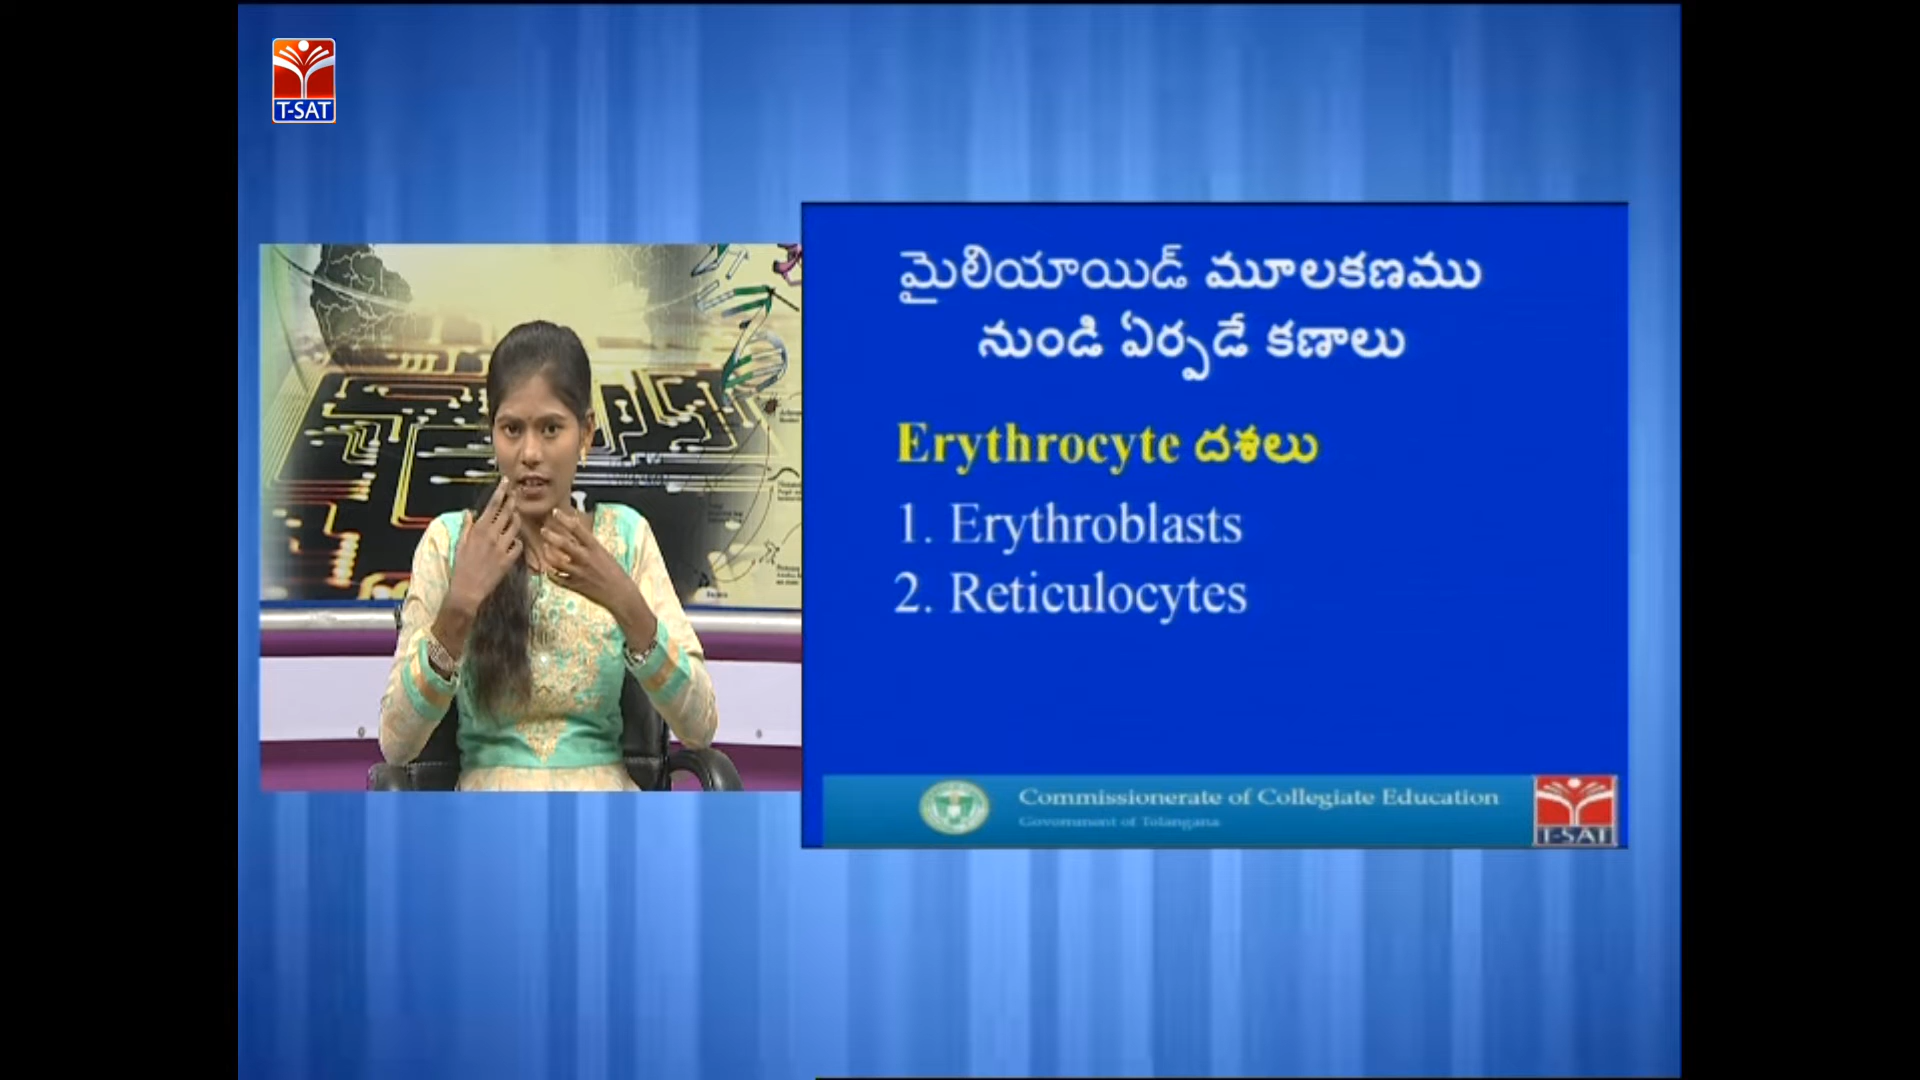 T-SAT
మైలియాయిడ్ మూలకణము
నుండి ఏర్పడే కణాలు
Erythrocyte దశలు
1. Erythroblasts
2. Reticulocytes
Commissionerate of Collegiate Education
Government of Telangana
T-SAT